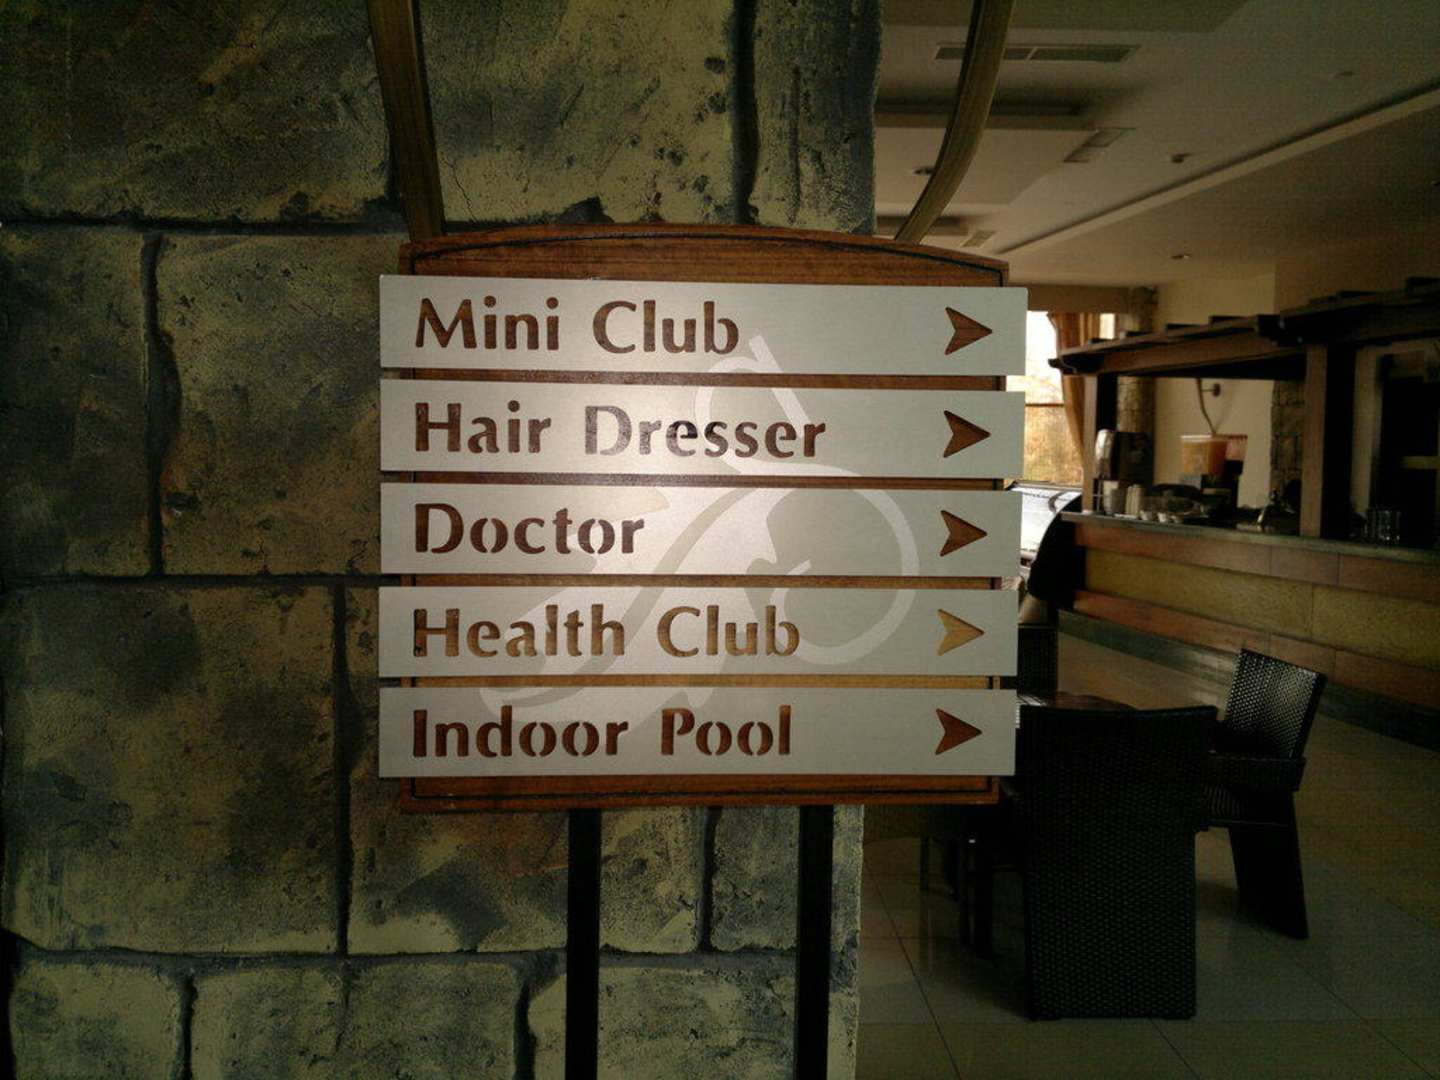 Mini Club
Hair Dresser
Doctor
Health Club
Indoor Pool